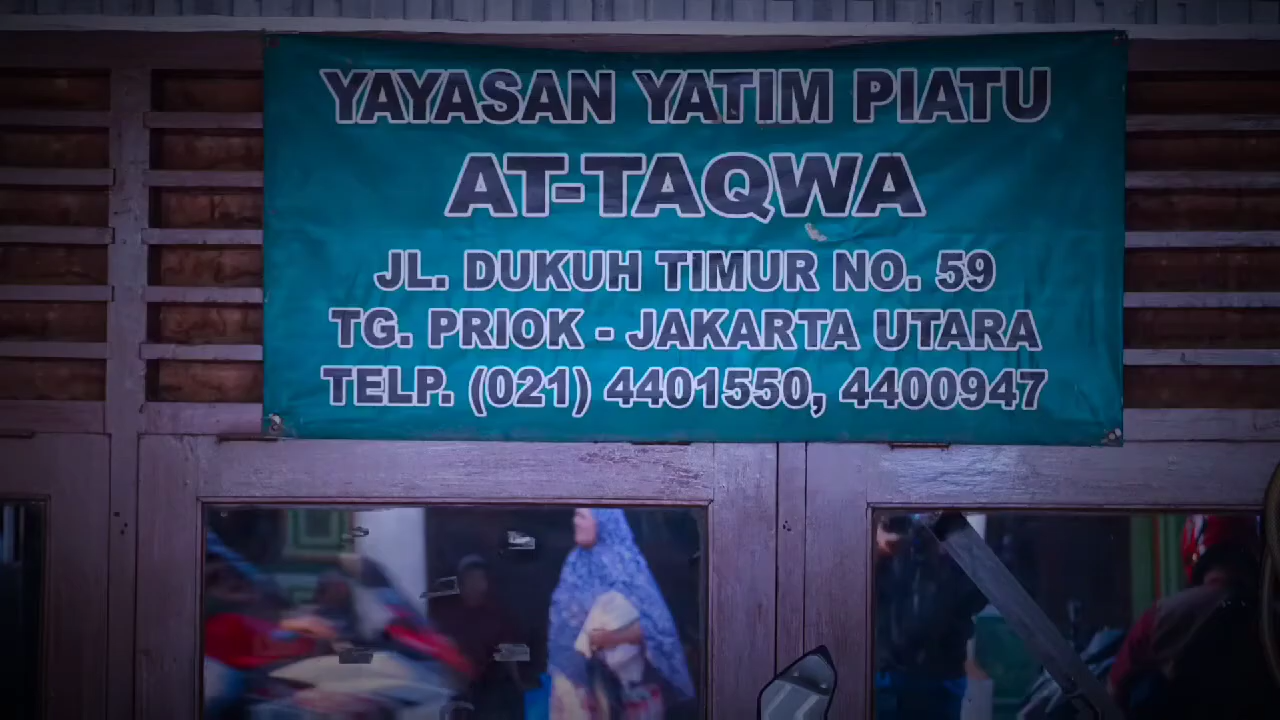 YAYASAN YATIM PIATU
AT-TAQWA
JL. DUKUH TIMUR NO. 59
TG. PRIOK - JAKARTA UTARA
TELP. (021) 4401550, 4400947